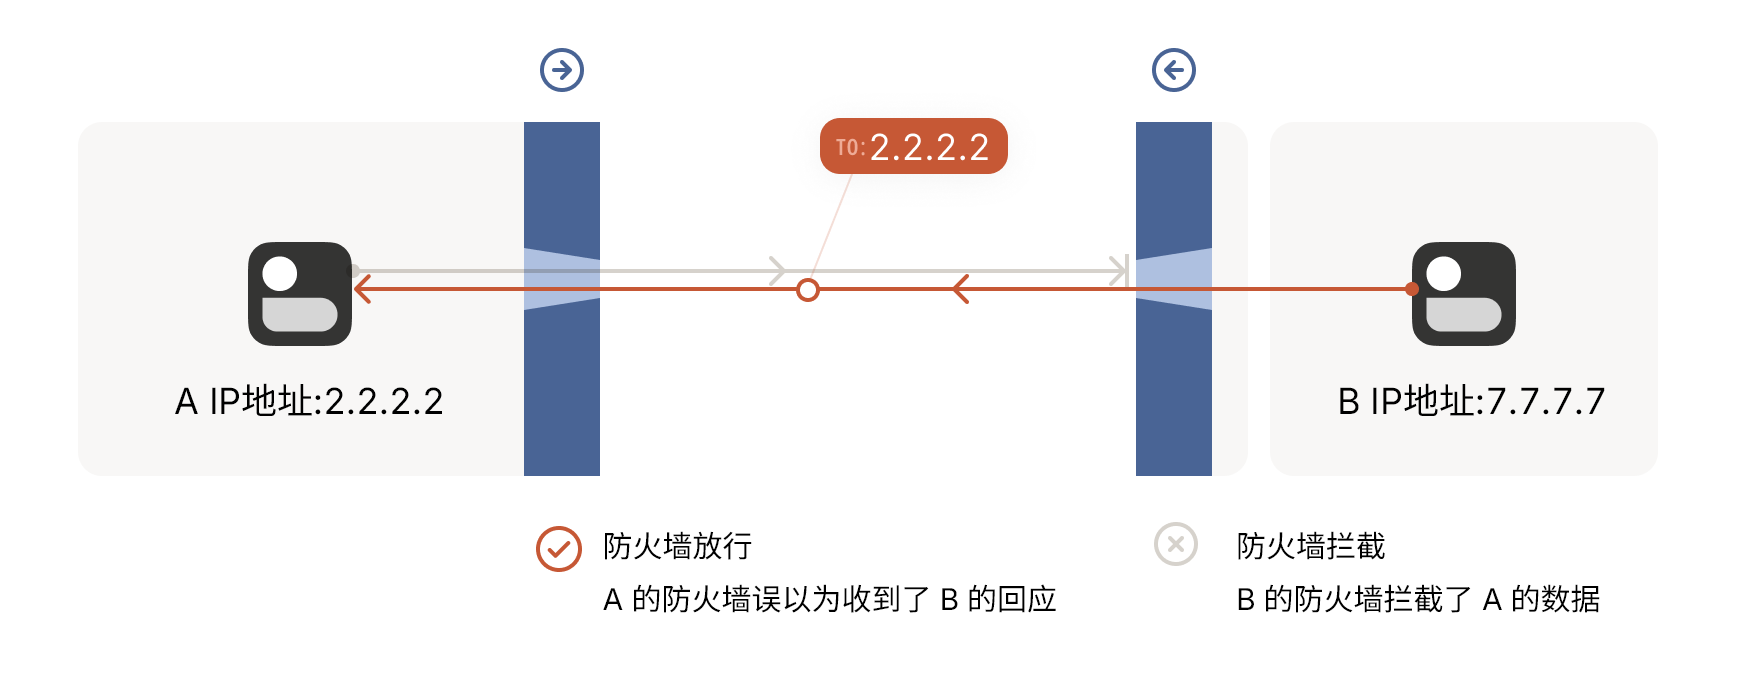 TO:2.2.2.2
A IP地址:2.2.2.2
B IP地址:7.7.7.7
防火墙放行
A 的防火墙误以为收到了 B 的回应
防火墙拦截
B 的防火墙拦截了 A 的数据